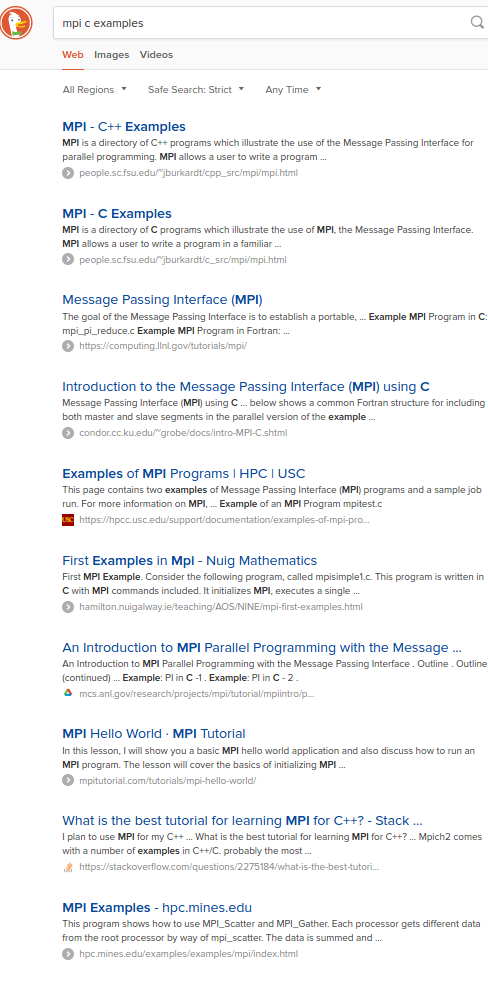 mpi c examples
Web Images Videos
All Regions Safe Search: Strict Any Time
MPI - C++ Examples
MPI is a directory of C++ programs which illustrate the use of the Message Passing Interface for
parallel programming. MPI allows a user to write a program ...
people.sc.fsu.edu/~jburkardt/cpp_src/mpi/mpi.html
MPI - C Examples
MPI is a directory of C programs which illustrate the use of MPI, the Message Passing Interface.
MPI allows a user to write a program in a familiar ...
people.sc.fsu.edu/~jburkardt/c_src/mpi/mpi.html
Message Passing Interface (MPI)
The goal of the Message Passing Interface is to establish a portable, ... Example MPI Program in C:
mpi_pi_reduce.c Example MPI Program in Fortran: ...
https://computing.llnl.gov/tutorials/mpi/
Introduction to the Message Passing Interface (MPI) using C
Message Passing Interface (MPI) using C ... below shows a common Fortran structure for including
both master and slave segments in the parallel version of the example ...
condor.cc.ku.edu/~grobe/docs/intro-MPI-C.shtml
Examples of MPI Programs | HPC | USC
This page contains two examples of Message Passing Interface (MPI) programs and a sample job
run. For more information on MPI, ... Example of an MPI Program mpitest.c
USC https://hpcc.usc.edu/support/documentation/examples-of-mpi-pro...
First Examples in Mpi - Nuig Mathematics
First MPI Example. Consider the following program, called mpisimple1.c. This program is written in
C with MPI commands included. It initializes MPI, executes a single ...
hamilton.nuigalway.ie/teaching/AOS/NINE/mpi-first-examples.html
An Introduction to MPI Parallel Programming with the Message ...
An Introduction to MPI Parallel Programming with the Message Passing Interface . Outline . Outline
(continued) ... Example: PI in C -1 . Example: PI in C - 2 .
mcs.anl.gov/research/projects/mpi/tutorial/mpiintro/p...
MPI Hello World · MPI Tutorial
In this lesson, I will show you a basic MPI hello world application and also discuss how to run an
MPI program. The lesson will cover the basics of initializing MPI ...
mpitutorial.com/tutorials/mpi-hello-world/
What is the best tutorial for learning MPI for C++? - Stack ...
I plan to use MPI for my C++ ... What is the best tutorial for learning MPI for C++? ... Mpich2 comes
with a number of examples in C++/C. probably the most ...
https://stackoverflow.com/questions/2275184/what-is-the-best-tutori...
MPI Examples - hpc.mines.edu
This program shows how to use MPI_Scatter and MPI_Gather. Each processor gets different data
from the root processor by way of mpi_scatter. The data is summed and ...
hpc.mines.edu/examples/examples/mpi/index.html